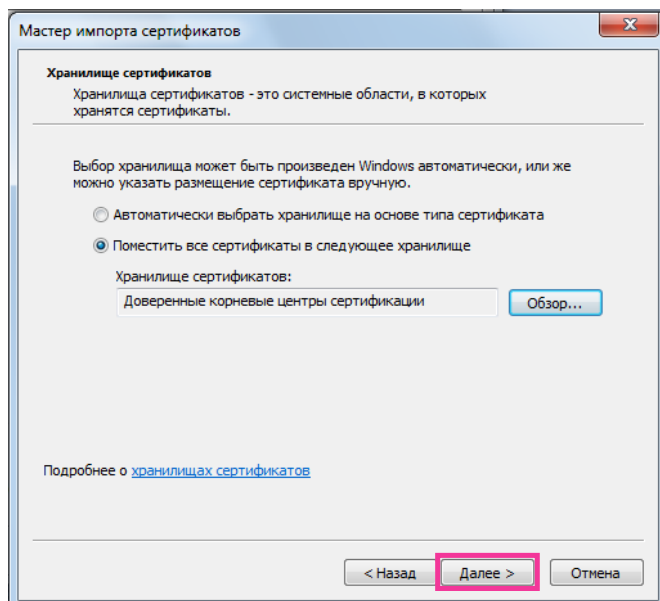 Мастер импорта сертификатов
Хранилище сертификатов
Хранилища сертификатов - это системные области, в которых
хранятся сертификаты.
Выбор хранилища может быть произведен Windows автоматически, или же
можно указать размещение сертификата вручную.
Автоматически выбрать хранилище на основе типа сертификата
Поместить все сертификаты в следующее хранилище
Хранилище сертификатов:
Доверенные корневые центры сертификации
Обзор...
Подробнее о хранилищах сертификатов
< Назад
Далее >
Отмена